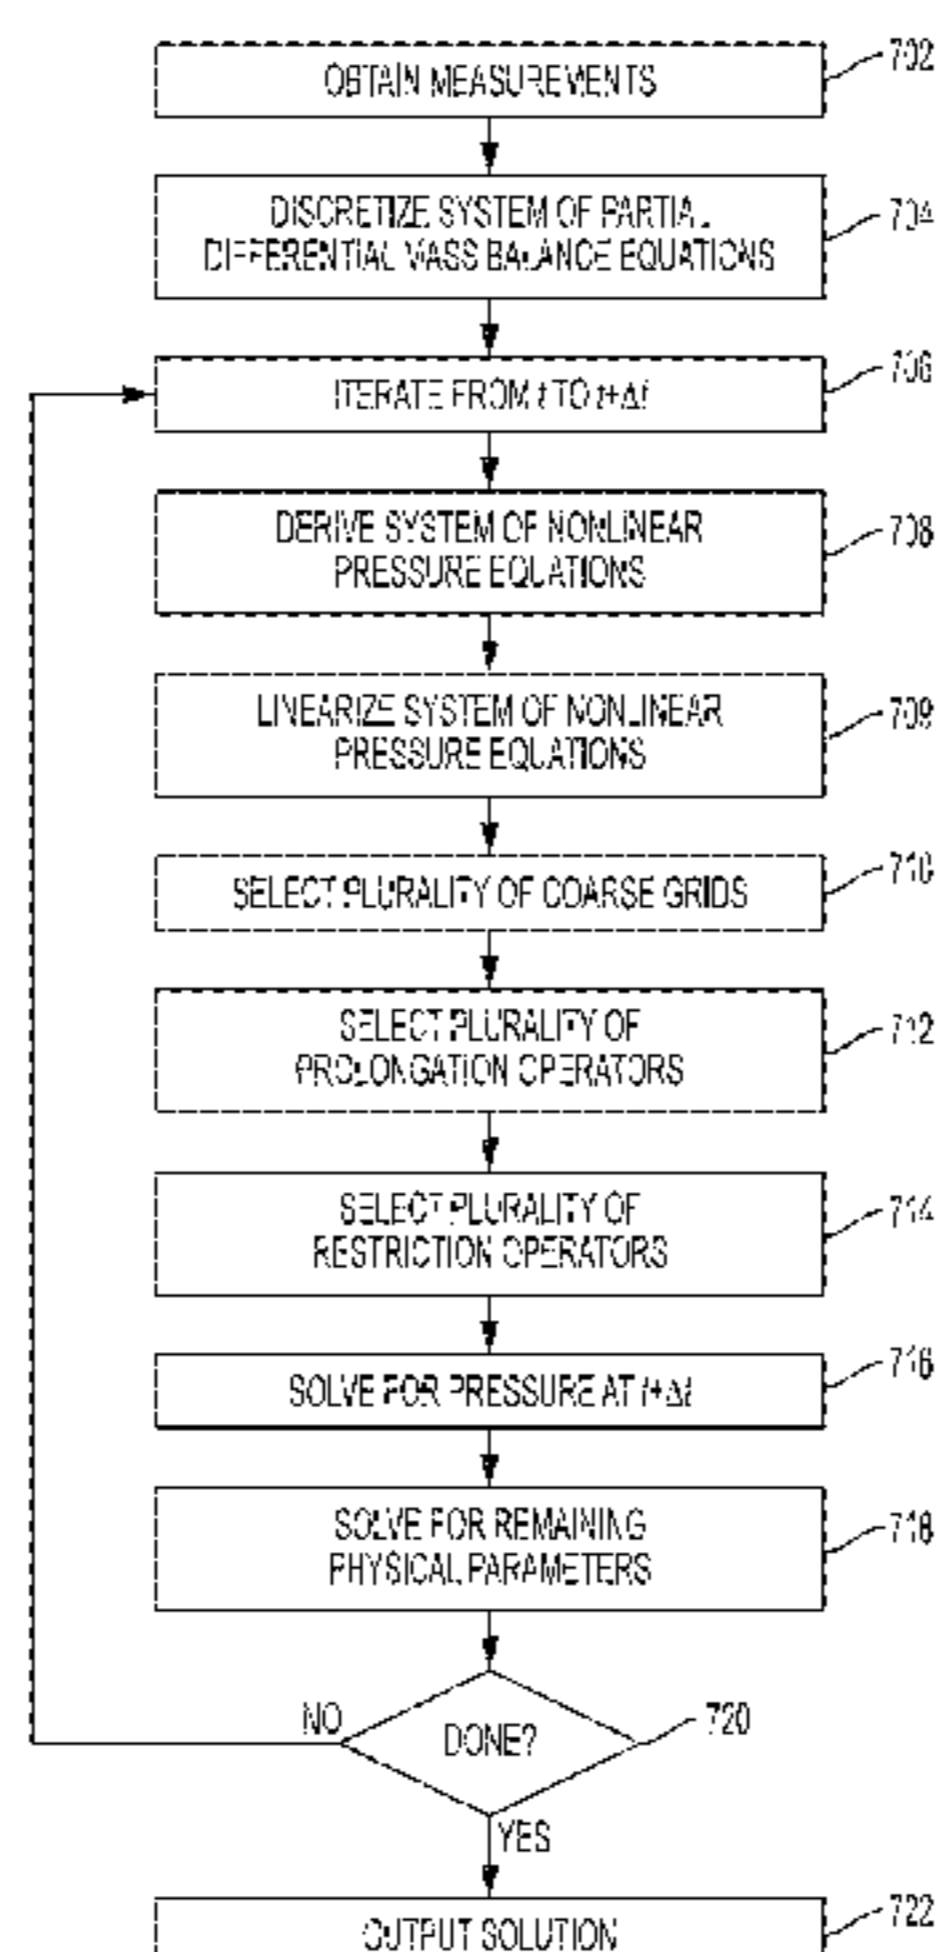 OBTAIN MEASUREMENTS
702
DISCRETIZE SYSTEM OF PARTIAL
DIFFERENTIAL MASS BALANCE EQUATIONS
704
ITERATE FROM t TO t+Δt
706
DERIVE SYSTEM OF NONLINEAR
PRESSURE EQUATIONS
708
LINEARIZE SYSTEM OF NONLINEAR
PRESSURE EQUATIONS
709
SELECT PLURALITY OF COARSE GRIDS
710
SELECT PLURALITY OF
PROLONGATION OPERATORS
712
SELECT PLURALITY OF
RESTRICTION OPERATORS
714
SOLVE FOR PRESSURE AT t+Δt
716
SOLVE FOR REMAINING
PHYSICAL PARAMETERS
718
NO
DONE?
720
YES
OUTPUT SOLUTION
722